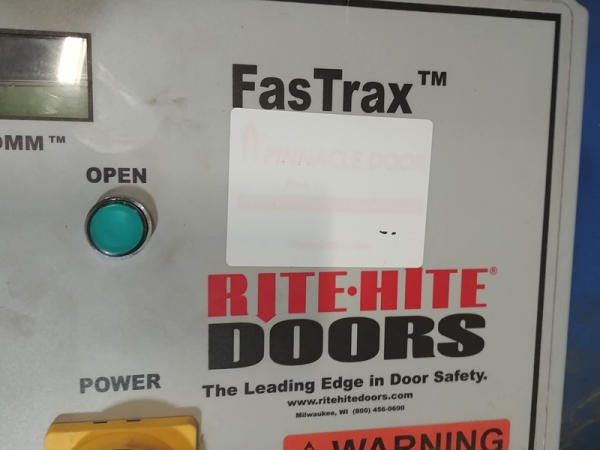 FasTrax™
OMM™
PINNACLE DOOR
OPEN
RITE·HITE®
DOORS
The Leading Edge in Door Safety.
www.ritehitedoors.com
Milwaukee, WI (800) 456-0600
POWER
WARNING